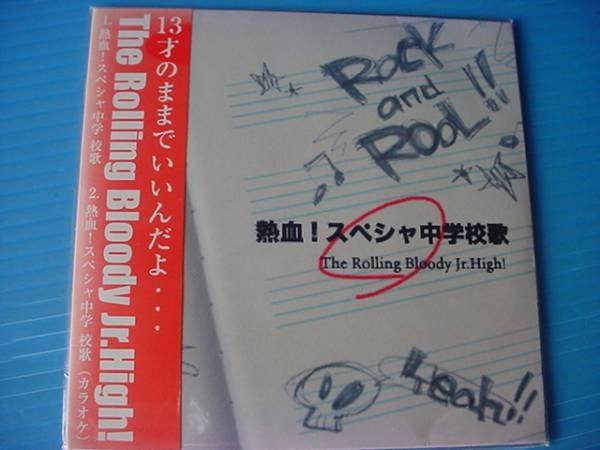 13才のままでいいんだよ・・・
The Rolling Bloody Jr.High!
1. 熱血！スペシャ中学 校歌
2. 熱血！スペシャ中学 校歌（カラオケ）
ROCK
and
ROOL!!
熱血！スペシャ中学校歌
The Rolling Bloody Jr.High!
Yeah!!